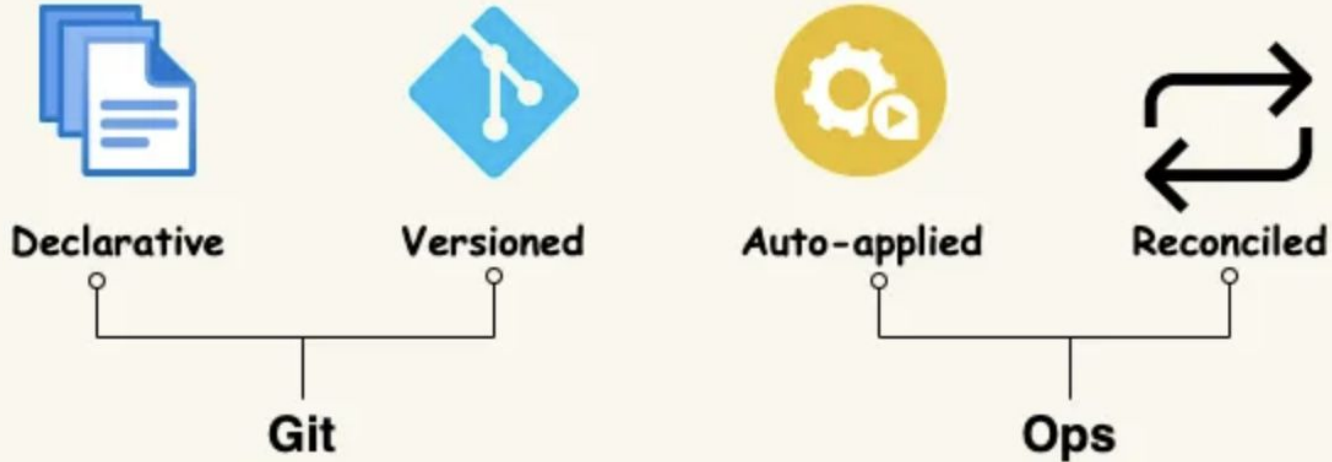 Declarative
Versioned
Auto-applied
Reconciled
Git
Ops